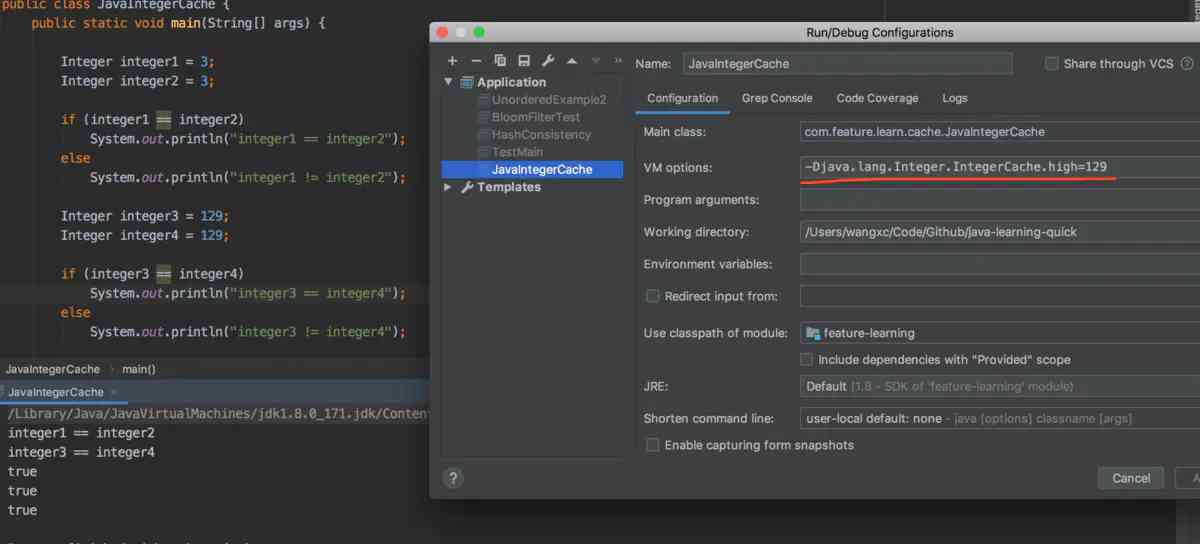 public class JavaIntegerCache {
public static void main(String[] args) {
Integer integer1 = 3;
Integer integer2 = 3;
if (integer1 == integer2)
System.out.println("integer1 == integer2");
else
System.out.println("integer1 != integer2");
Integer integer3 = 129;
Integer integer4 = 129;
if (integer3 == integer4)
System.out.println("integer3 == integer4");
else
System.out.println("integer3 != integer4");
JavaIntegerCache › main()
JavaIntegerCache ×
/Library/Java/JavaVirtualMachines/jdk1.8.0_171.jdk/Conten
integer1 == integer2
integer3 == integer4
true
true
true
Run/Debug Configurations
Application
UnorderedExample2
BloomFilterTest
HashConsistency
TestMain
JavaIntegerCache
Templates
Name: JavaIntegerCache
Share through VCS
Configuration Grep Console Code Coverage Logs
Main class: com.feature.learn.cache.JavaIntegerCache
VM options: -Djava.lang.Integer.IntegerCache.high=129
Program arguments:
Working directory: /Users/wangxc/Code/Github/java-learning-quick
Environment variables:
Redirect input from:
Use classpath of module: feature-learning
Include dependencies with "Provided" scope
JRE: Default (1.8 - SDK of 'feature-learning' module)
Shorten command line: user-local default: none - java [options] classname [args]
Enable capturing form snapshots
?
Cancel